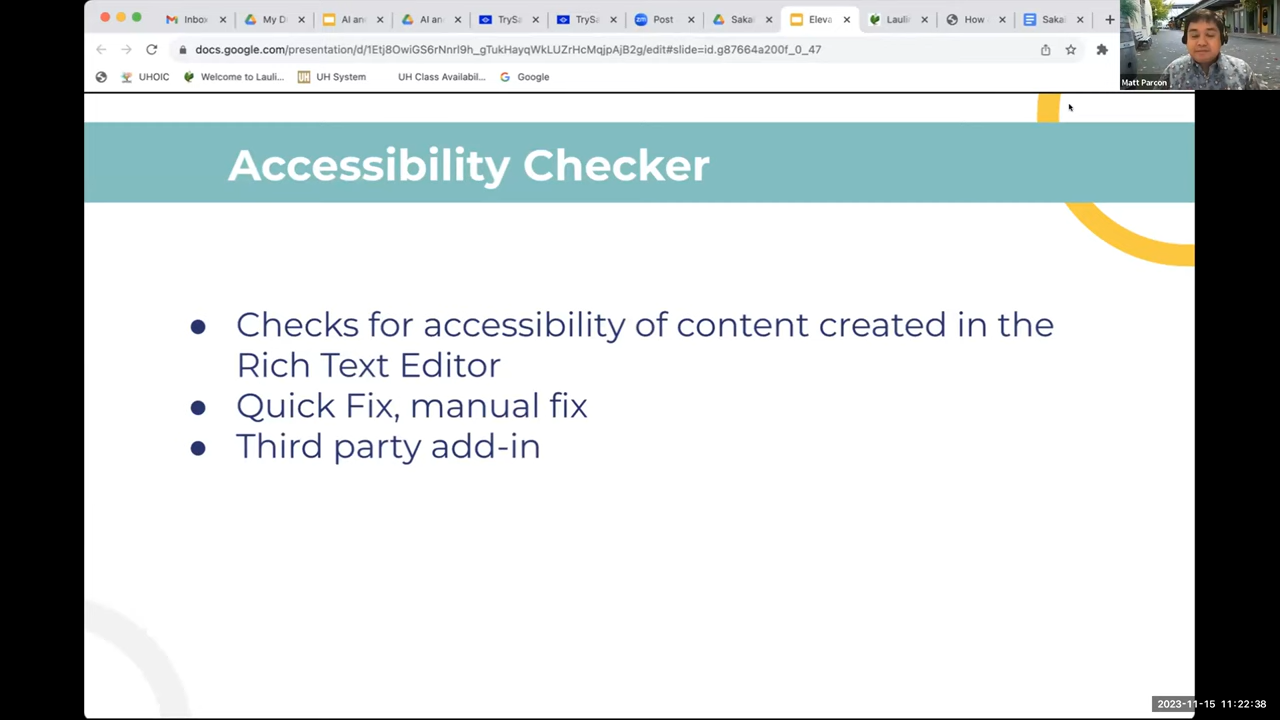 Inbox
My D
AI an
AI an
TrySa
TrySa
Post
Saka
Eleva
Lauli
How
Saka
docs.google.com/presentation/d/1Etj8OwiGS6rNnrl9h_gTukHayqWkLUZrHcMqjpAjB2g/edit#slide=id.g87664a200f_0_47
UHOIC
Welcome to Lauli...
UH System
UH Class Availabil...
Google
Matt Parcon
Accessibility Checker
● Checks for accessibility of content created in the
Rich Text Editor
● Quick Fix, manual fix
● Third party add-in
2023-11-15 11:22:38